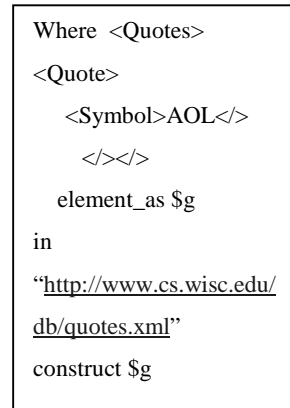 Where <Quotes>
<Quote>
<Symbol>AOL</>
</></>
element_as $g
in
“http://www.cs.wisc.edu/
db/quotes.xml”
construct $g